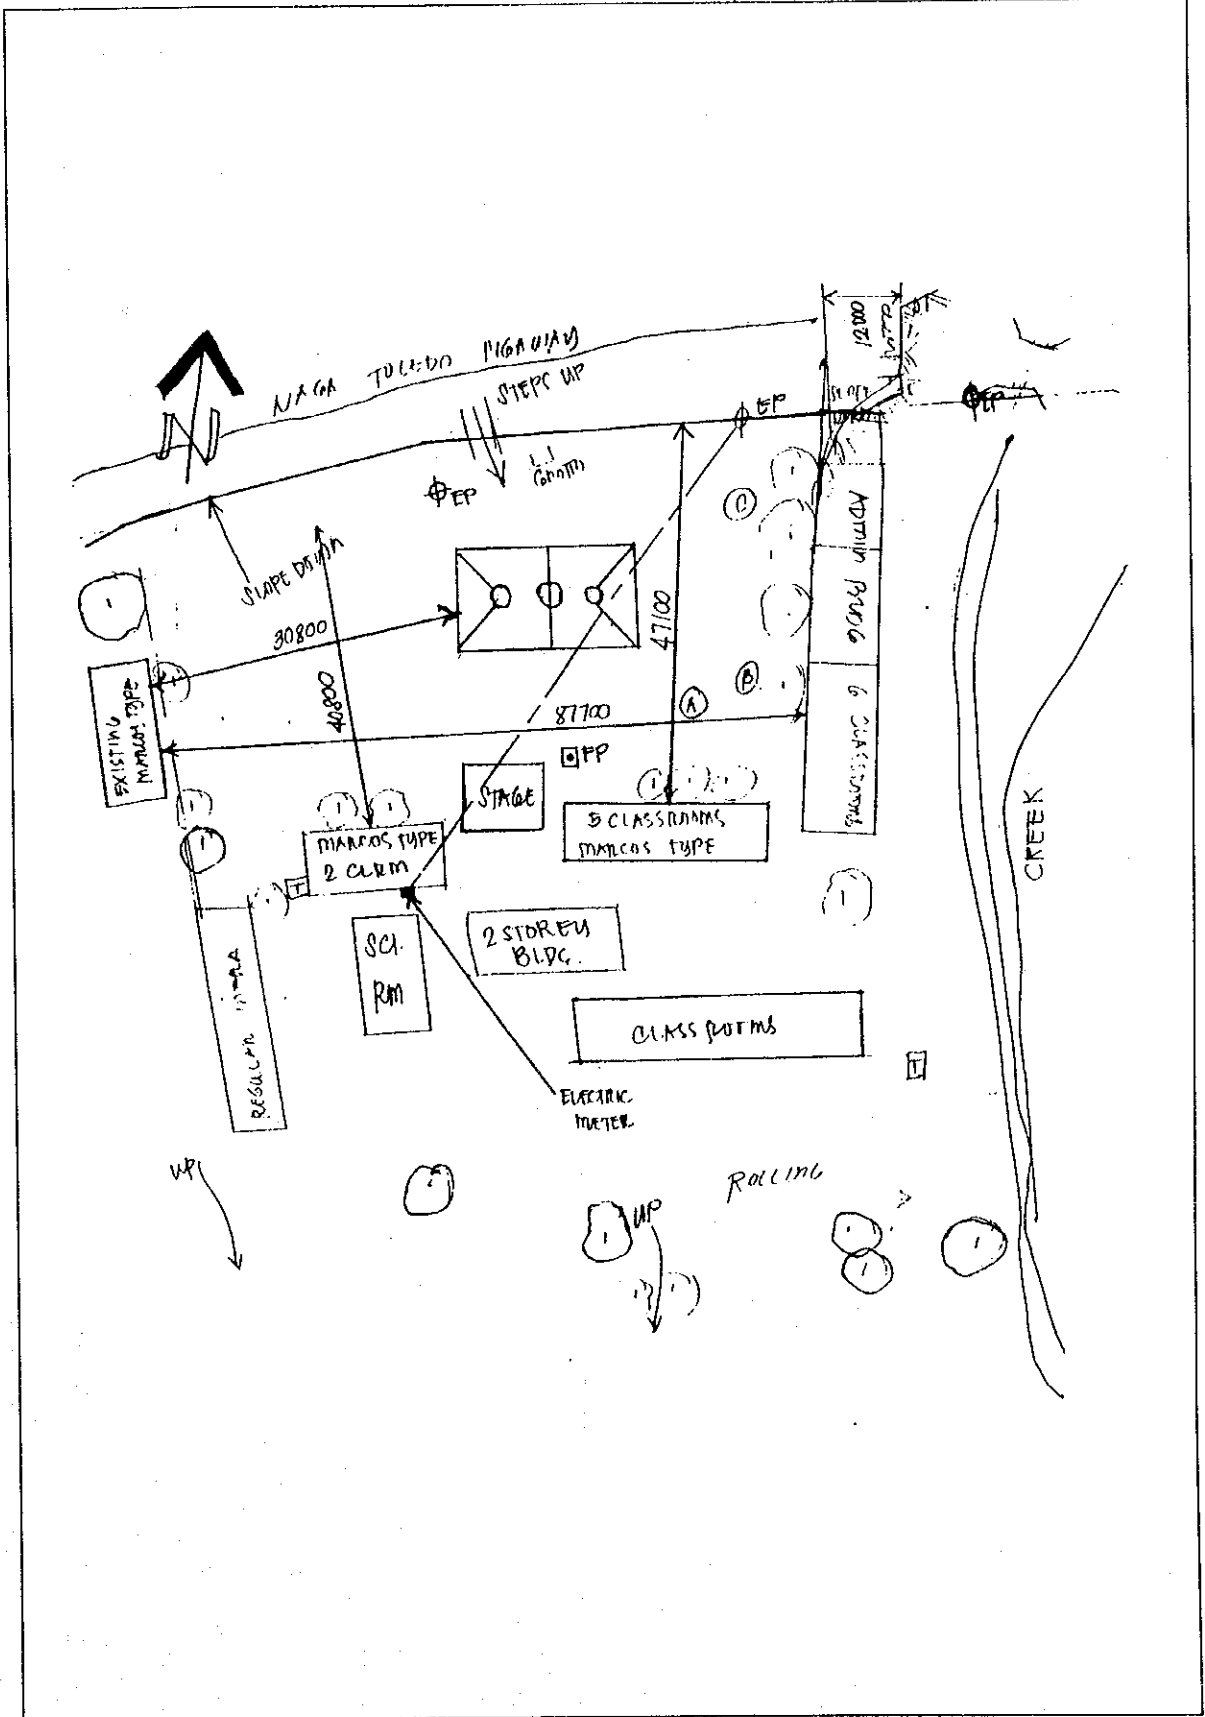 12000
NAGA TOLEDO HIGHWAY
STEPS UP
EP
EP
N
EP
C
SLOPE DOWN
ADMIN BLDG
6 CLASSROOMS
30800
47100
40800
B
A
87700
EXISTING
MARCOS TYPE
FP
STAGE
5 CLASSROOMS
MARCOS TYPE
MARCOS TYPE
2 CLRM
CREEK
T
2 STOREY
BLDG.
SCI.
RM
REGULAR
CLASSROOMS
T
ELECTRIC
METER
UP
ROLLING
UP